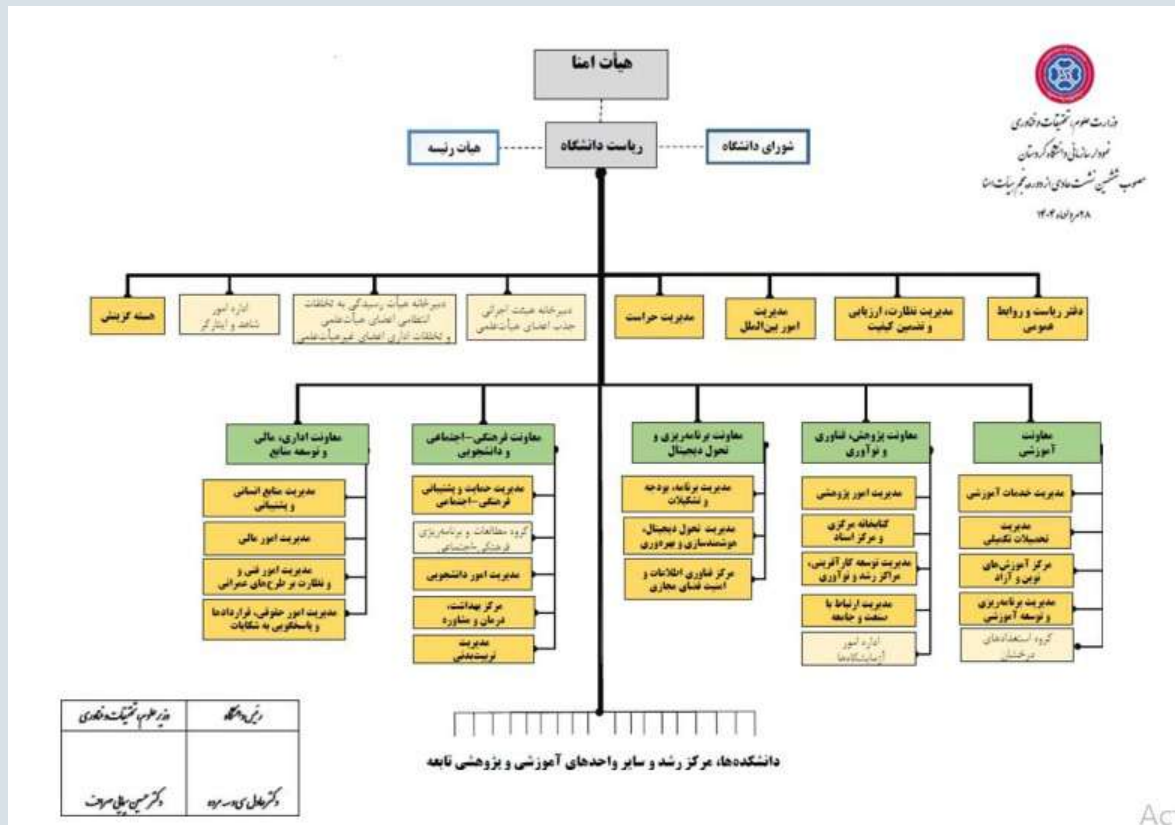 هیأت امنا
ریاست دانشگاه
شورای دانشگاه
هیأت رئیسه
وزارت علوم، تحقیقات و فناوری
نمودار سازمانی دانشگاه کردستان
مصوب ششمین نشست عادی از دوره پنجم هیأت امنا
۲۸ مرداد ماه ۱۴۰۴
دفتر ریاست و روابط
عمومی
مدیریت نظارت، ارزیابی
و تضمین کیفیت
مدیریت
امور بین‌الملل
مدیریت حراست
دبیرخانه هیئت اجرائی
جذب اعضای هیأت‌علمی
دبیرخانه هیأت رسیدگی به تخلفات
انتظامی اعضای هیأت‌علمی
و تخلفات اداری اعضای غیرهیأت‌علمی
اداره امور
شاهد و ایثارگر
هسته گزینش
معاونت
آموزشی
مدیریت خدمات آموزشی
مدیریت
تحصیلات تکمیلی
مرکز آموزش‌های
نوین و آزاد
مدیریت برنامه‌ریزی
و توسعه آموزشی
گروه استعدادهای
درخشان
معاونت پژوهش، فناوری
و نوآوری
مدیریت امور پژوهشی
کتابخانه مرکزی
و مرکز اسناد
مدیریت توسعه کارآفرینی،
مراکز رشد و نوآوری
مدیریت ارتباط با
صنعت و جامعه
اداره امور
آزمایشگاه‌ها
معاونت برنامه‌ریزی و
تحول دیجیتال
مدیریت برنامه، بودجه
و تشکیلات
مدیریت تحول دیجیتال،
هوشمندسازی و بهره‌وری
مرکز فناوری اطلاعات و
امنیت فضای مجازی
معاونت فرهنگی-اجتماعی
و دانشجویی
مدیریت حمایت و پشتیبانی
فرهنگی-اجتماعی
گروه مطالعات و برنامه‌ریزی
فرهنگی-اجتماعی
مدیریت امور دانشجویی
مرکز بهداشت،
درمان و مشاوره
مدیریت
تربیت‌بدنی
معاونت اداری، مالی
و توسعه منابع
مدیریت منابع انسانی
و پشتیبانی
مدیریت امور مالی
مدیریت امور فنی و
نظارت بر طرح‌های عمرانی
مدیریت امور حقوقی، قراردادها
و پاسخگویی به شکایات
دانشکده‌ها، مرکز رشد و سایر واحدهای آموزشی و پژوهشی تابعه
رئیس دانشگاه
وزیر علوم، تحقیقات و فناوری
دکتر حسین سیمایی صراف
Ac